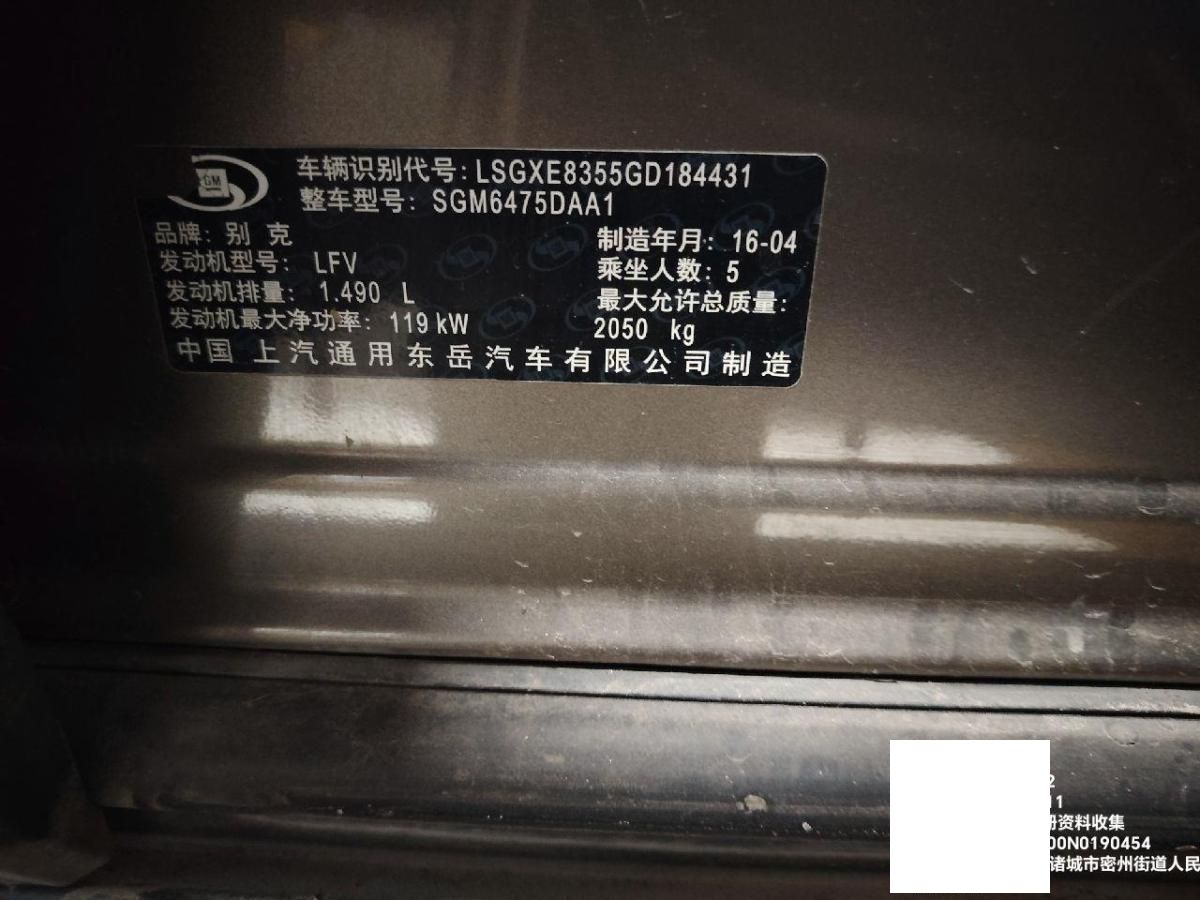 GM
车辆识别代号: LSGXE8355GD184431
整车型号: SGM6475DAA1
品牌: 别 克
制造年月: 16-04
发动机型号: LFV
乘坐人数: 5
发动机排量: 1.490 L
最大允许总质量:
发动机最大净功率: 119 kW
2050 kg
中国 上汽通用东岳汽车有限公司制造
2
11
资料收集
00N0190454
诸城市密州街道人民